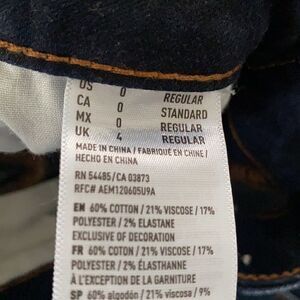 US 0 REGULAR
CA 0 STANDARD
MX 0 REGULAR
UK 4 REGULAR
MADE IN CHINA / FABRIQUÉ EN CHINE /
HECHO EN CHINA
RN 54485/CA 03873
RFC# AEM120605U9A
EN 60% COTTON / 21% VISCOSE / 17%
POLYESTER / 2% ELASTANE
EXCLUSIVE OF DECORATION
FR 60% COTON / 21% VISCOSE / 17%
POLYESTER / 2% ÉLASTHANNE
À L'EXCEPTION DE LA GARNITURE
SP 60% algodón / 21% viscosa / 9%